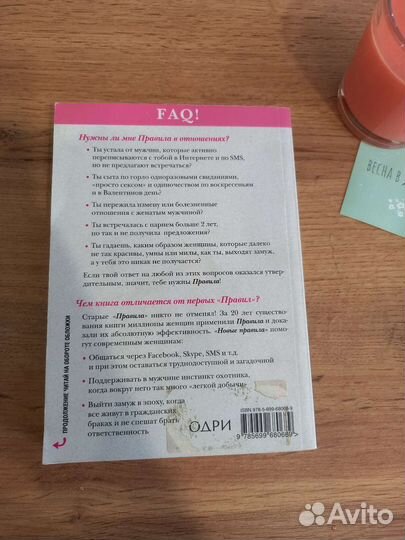 FAQ!
Нужны ли мне Правила в отношениях?
• Ты устала от мужчин, которые активно
переписываются с тобой в Интернете и по SMS,
но не предлагают встречаться?
• Ты сыта по горло одноразовыми свиданиями,
«просто сексом» и одиночеством по воскресеньям
и в Валентинов день?
• Ты пережила измену или болезненные
отношения с женатым мужчиной?
• Ты встречалась с парнем больше 2 лет,
но так и не получила предложения?
• Ты гадаешь, каким образом женщины, которые далеко
не так красивы, умны или милы, как ты, выходят замуж,
а у тебя это никак не получается?
Если твой ответ на любой из этих вопросов оказался утвер-
дительным, значит, тебе нужны Правила!
Чем книга отличается от первых «Правил»?
Старые «Правила» никто не отменял! За 20 лет суще-
ствования книги миллионы женщин применили Правила и дока-
зали их абсолютную эффективность. «Новые правила» помо-
гут современным женщинам:
• Общаться через Facebook, Skype, SMS и т.д.
и при этом оставаться труднодоступной и загадочной
• Поддерживать в мужчине инстинкт охотника,
когда вокруг него так много «легкой добычи»
• Выйти замуж в эпоху, когда
все живут в гражданских
браках и не спешат брать
ответственность
ПРОДОЛЖЕНИЕ ЧИТАЙ НА ОБОРОТЕ ОБЛОЖКИ
ОДРИ
ISBN 978-5-699-68068-9
9 785699 680689 >
ВЕСНА В
Avito